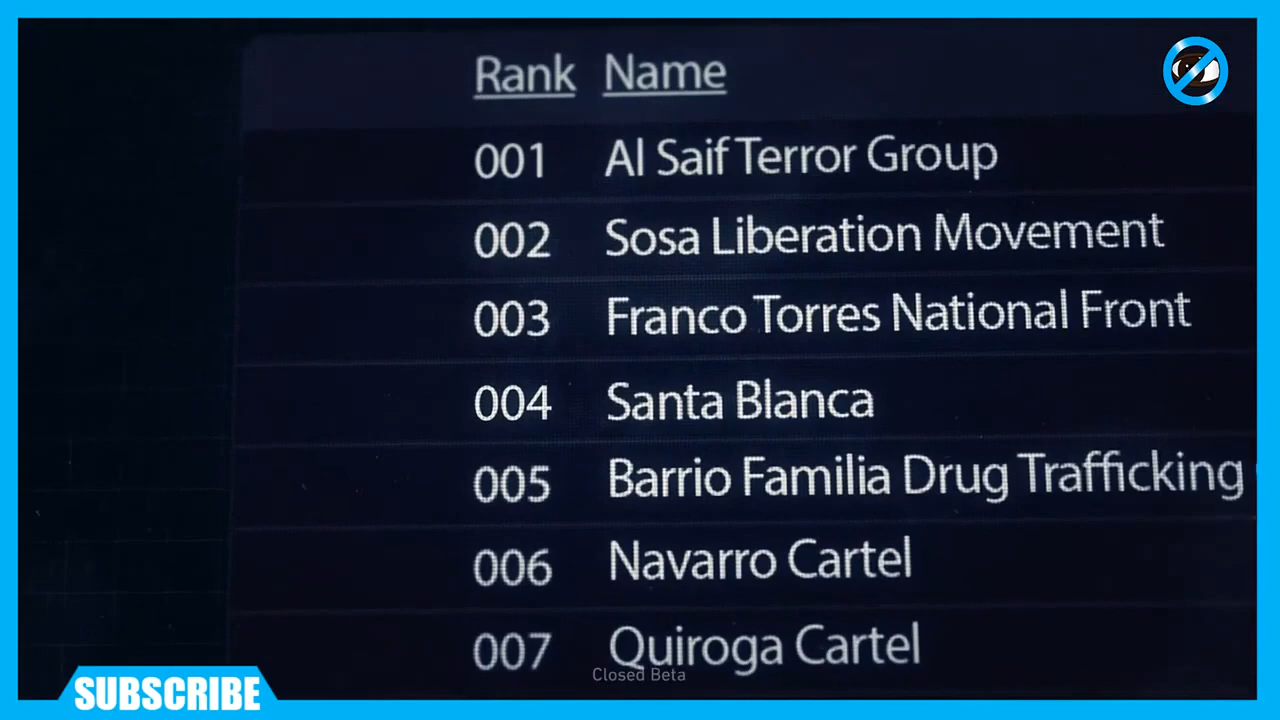 Rank Name
001 Al Saif Terror Group
002 Sosa Liberation Movement
003 Franco Torres National Front
004 Santa Blanca
005 Barrio Familia Drug Trafficking
006 Navarro Cartel
007 Quiroga Cartel
Closed Beta
SUBSCRIBE